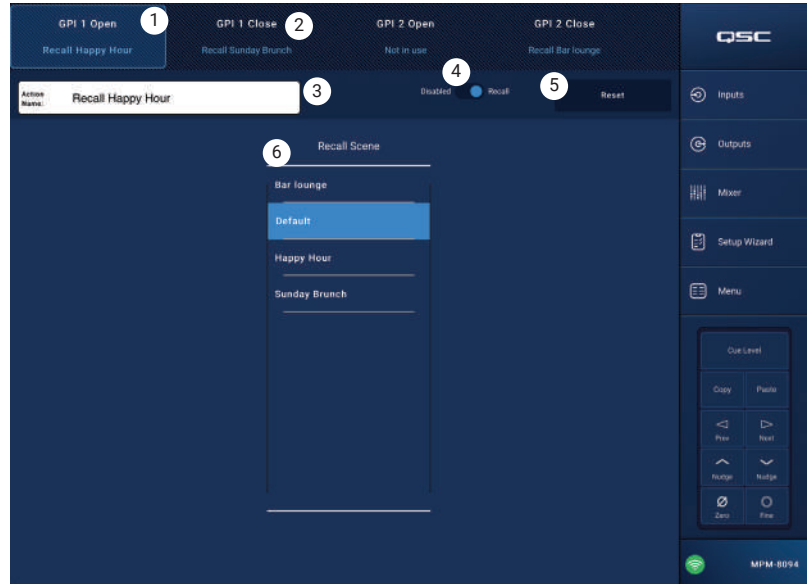 GPI 1 Open
1
GPI 1 Close
2
GPI 2 Open
GPI 2 Close
Recall Happy Hour
Recall Sunday Brunch
Not in use
Recall Bar lounge
QSC
Action Name:
Recall Happy Hour
3
4
Disabled
Recall
5
Reset
6
Recall Scene
Bar lounge
Default
Happy Hour
Sunday Brunch
Inputs
Outputs
Mixer
Setup Wizard
Menu
Cue Level
Copy
Paste
Prev
Next
Nudge
Nudge
Zero
Fine
MPM-8094